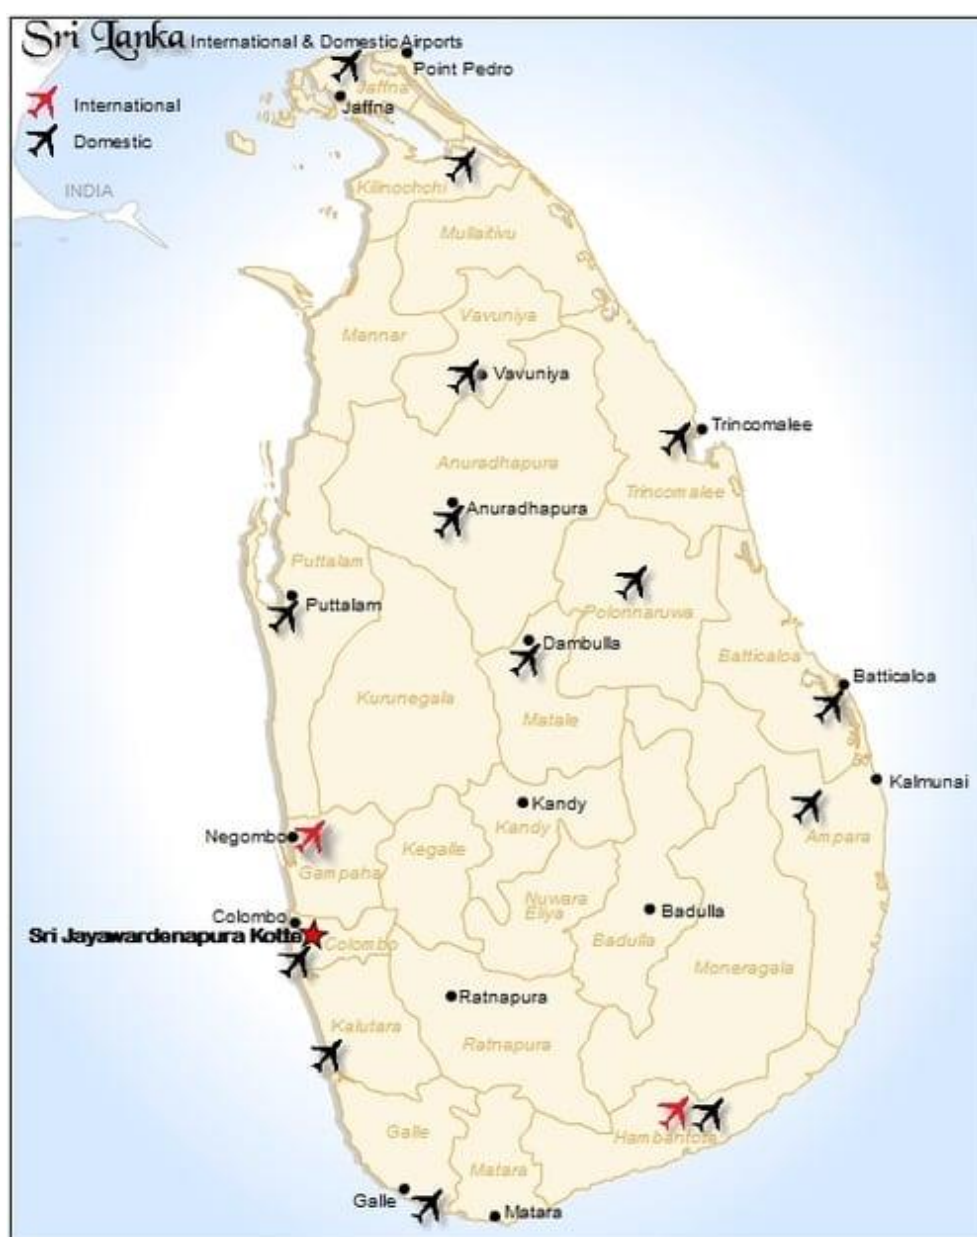 Sri Lanka International & Domestic Airports
Point Pedro
Jaffna
Jaffna
International
Domestic
INDIA
Kilinochchi
Mullaitivu
Vavuniya
Mannar
Vavuniya
Trincomalee
Anuradhapura
Trincomalee
Anuradhapura
Puttalam
Puttalam
Polonnaruwa
Dambulla
Batticaloa
Batticaloa
Kurunegala
Matale
Kalmunai
Kandy
Negombo
Kandy
Ampara
Kegalle
Gampaha
Nuwara
Eliya
Badulla
Colombo
Sri Jayawardenapura Kotte
Colombo
Badulla
Moneragala
Ratnapura
Kalutara
Ratnapura
Galle
Hambantota
Matara
Galle
Matara